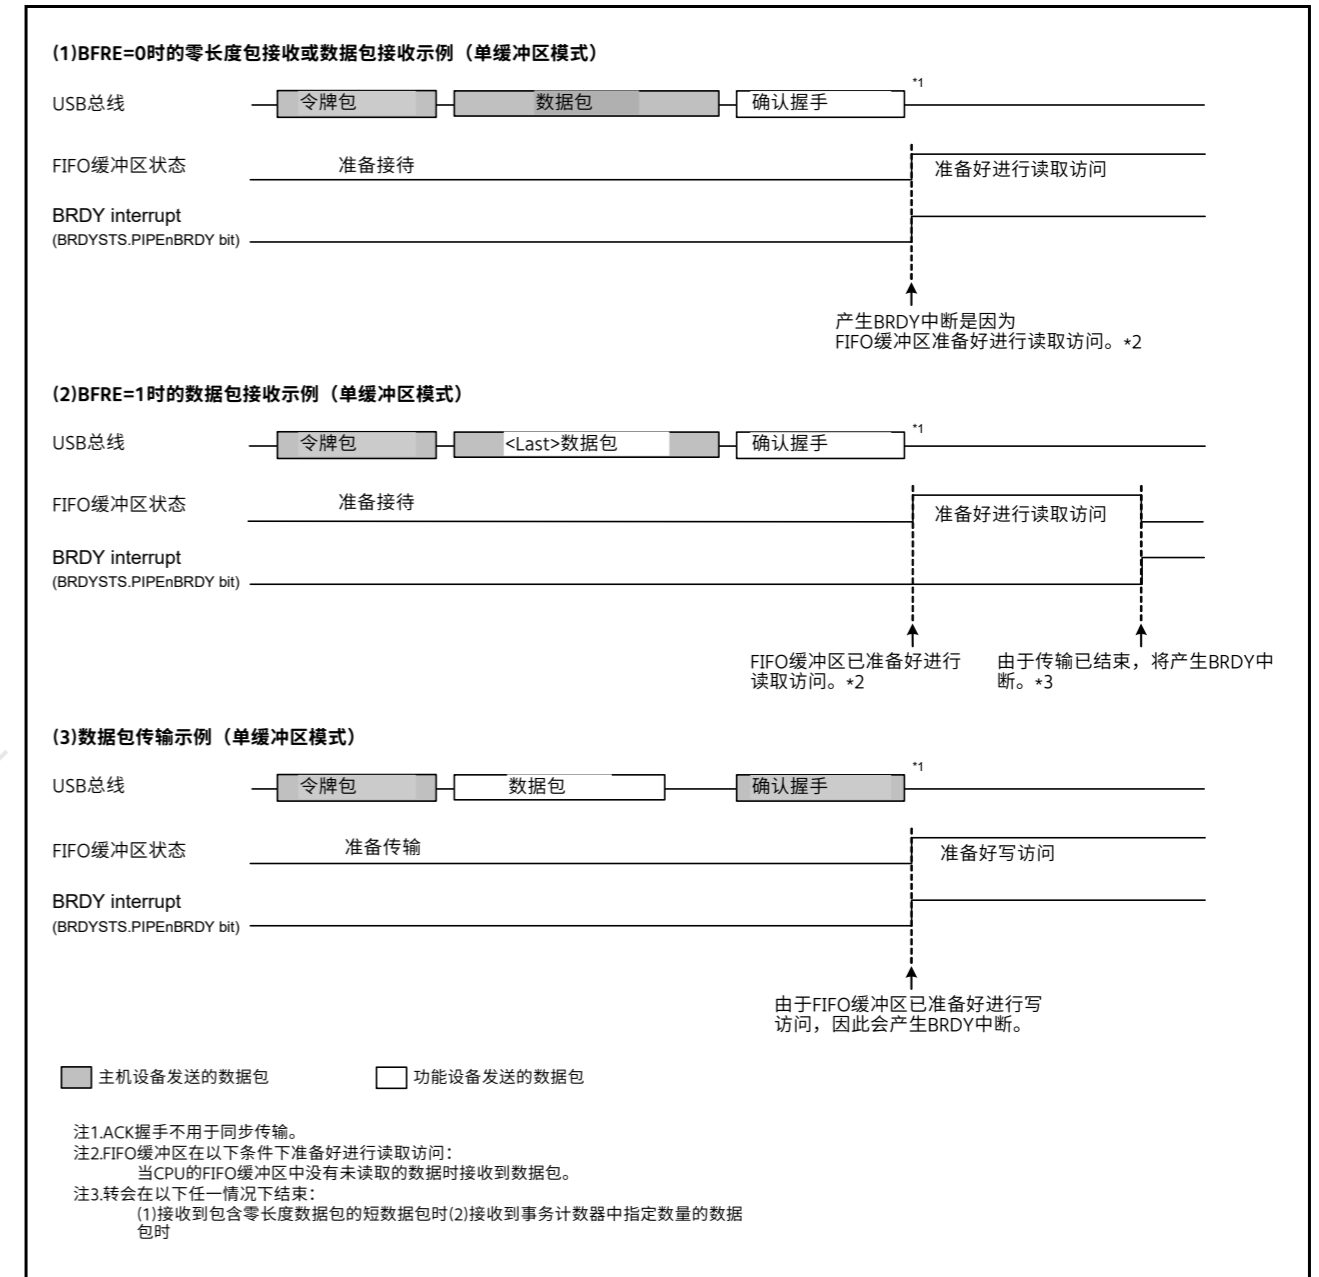 (1)BFRE=0时的零长度包接收或数据包接收示例（单缓冲区模式）
USB总线
令牌包
数据包
确认握手
*1
FIFO缓冲区状态
准备接待
准备好进行读取访问
BRDY interrupt
(BRDYSTS.PIPEnBRDY bit)
产生BRDY中断是因为
FIFO缓冲区准备好进行读取访问。*2
(2)BFRE=1时的数据包接收示例（单缓冲区模式）
USB总线
令牌包
<Last>数据包
确认握手
*1
FIFO缓冲区状态
准备接待
准备好进行读取访问
BRDY interrupt
(BRDYSTS.PIPEnBRDY bit)
FIFO缓冲区已准备好进行
读取访问。*2
由于传输已结束，将产生BRDY中
断。*3
(3)数据包传输示例（单缓冲区模式）
USB总线
令牌包
数据包
确认握手
*1
FIFO缓冲区状态
准备传输
准备好写访问
BRDY interrupt
(BRDYSTS.PIPEnBRDY bit)
由于FIFO缓冲区已准备好进行写
访问，因此会产生BRDY中断。
主机设备发送的数据包
功能设备发送的数据包
注1.ACK握手不用于同步传输。
注2.FIFO缓冲区在以下条件下准备好进行读取访问：
当CPU的FIFO缓冲区中没有未读取的数据时接收到数据包。
注3.转会在以下任一情况下结束：
(1)接收到包含零长度数据包的短数据包时(2)接收到事务计数器中指定数量的数据
包时